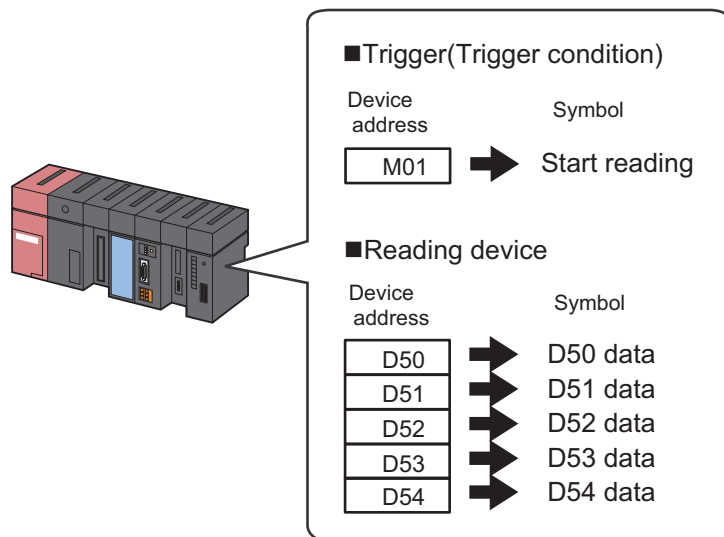 ■Trigger(Trigger condition)
Device address
Symbol
M01
Start reading
■Reading device
Device address
Symbol
D50
D50 data
D51
D51 data
D52
D52 data
D53
D53 data
D54
D54 data